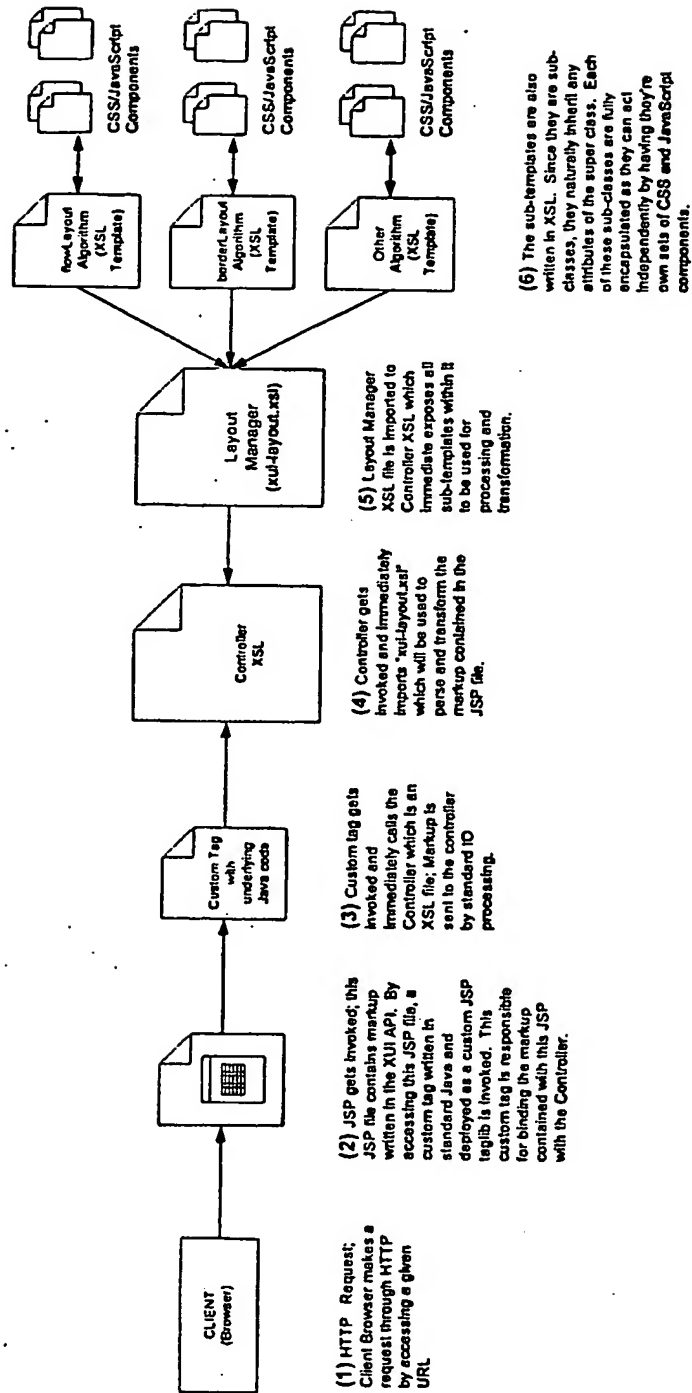 CLIENT
(Browser)
Custom Tag
with
underlying
Java code
Controller
XSL
Layout
Manager
(xui-layout.xsl)
flowLayout
Algorithm
(XSL
Template)
borderLayout
Algorithm
(XSL
Template)
Other
Algorithm
(XSL
Template)
CSS/JavaScript
Components
CSS/JavaScript
Components
CSS/JavaScript
Components
(1) HTTP Request;
Client Browser makes a
request through HTTP
by accessing a given
URL
(2) JSP gets invoked; this
JSP file contains markup
written in the XUI API. By
accessing this JSP file, a
custom tag written in
standard Java and
deployed as a custom JSP
taglib is invoked. This
custom tag is responsible
for binding the markup
contained with this JSP
with the Controller.
(3) Custom tag gets
invoked and
immediately calls the
Controller which is an
XSL file; Markup is
sent to the controller
by standard IO
processing.
(4) Controller gets
invoked and immediately
imports "xui-layout.xsl"
which will be used to
parse and transform the
markup contained in the
JSP file.
(5) Layout Manager
XSL file is imported to
Controller XSL which
immediate exposes all
sub-templates within it
to be used for
processing and
transformation.
(6) The sub-templates are also
written in XSL. Since they are sub-
classes, they naturally inherit any
attributes of the super class. Each
of these sub-classes are fully
encapsulated as they can act
independently by having they're
own sets of CSS and JavaScript
components.